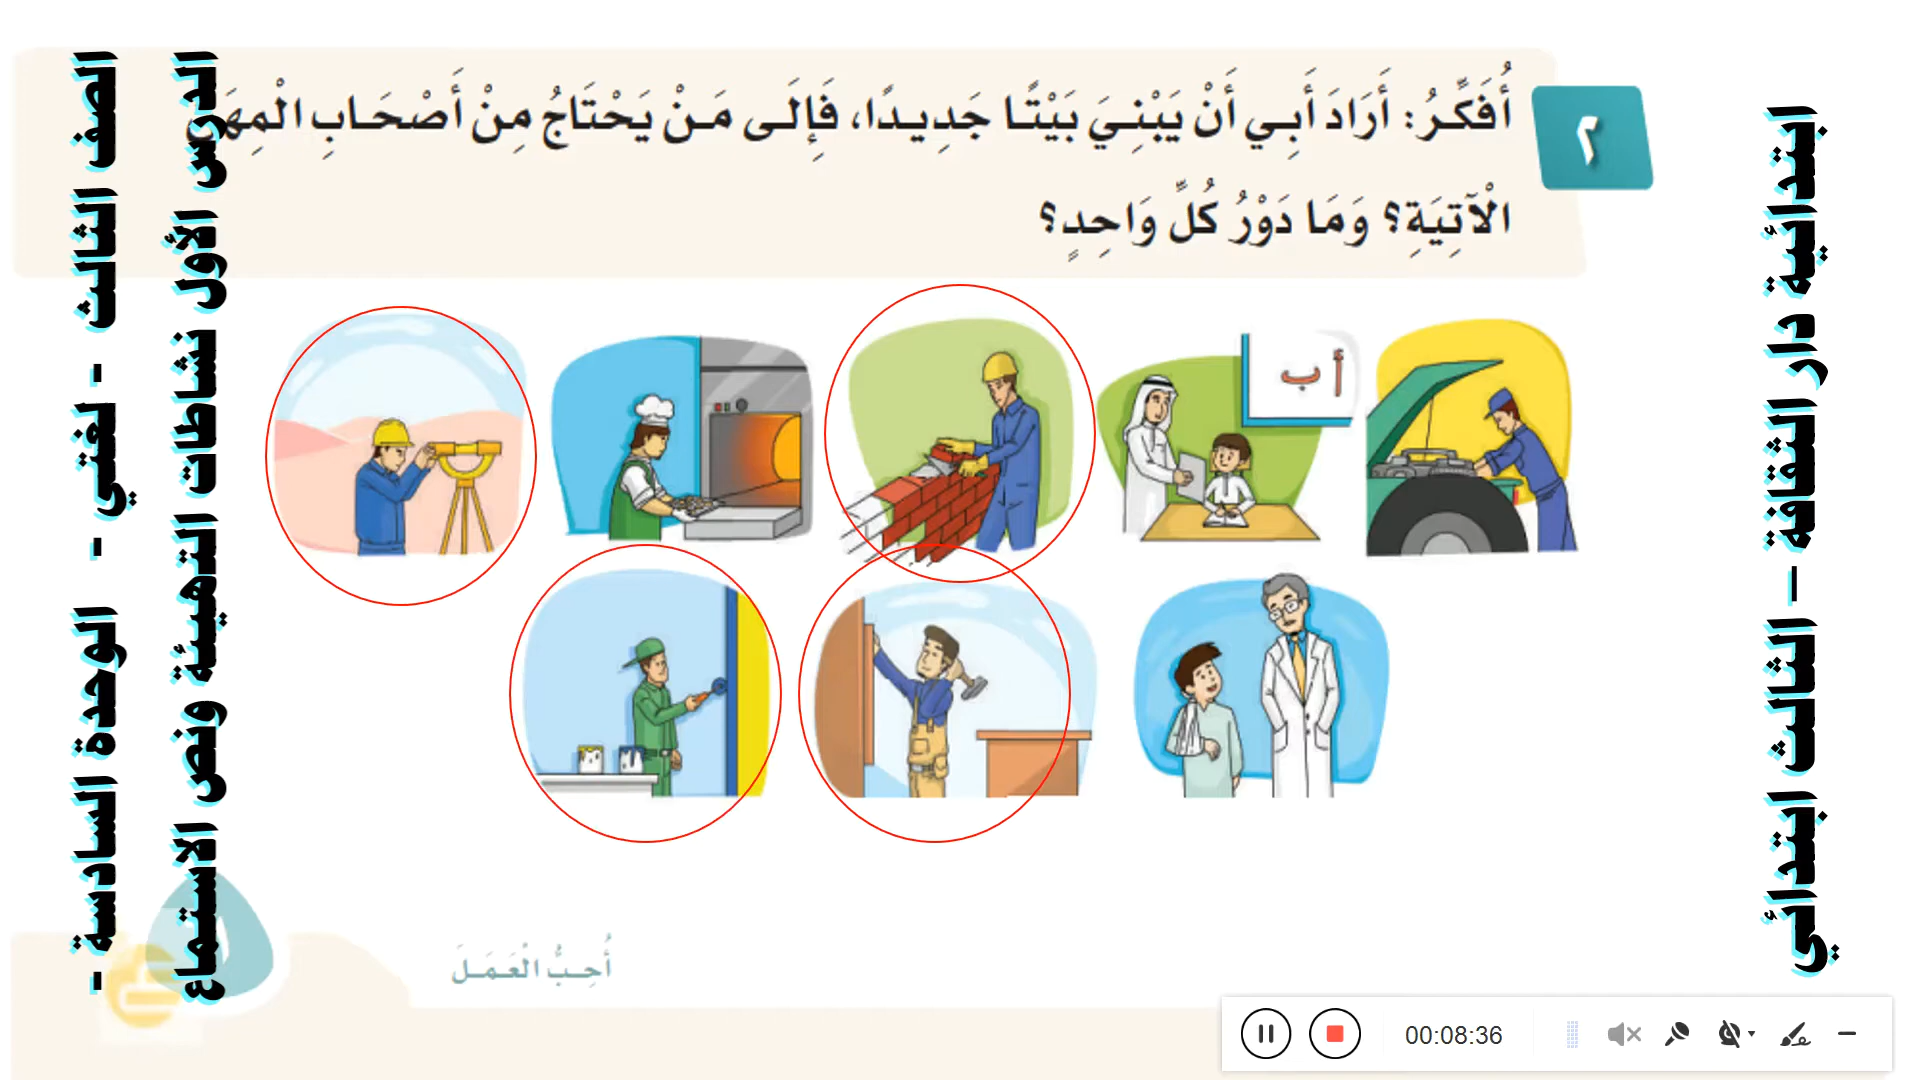 ابتدائية دار الثقافة – الثالث ابتدائي
٢
أُفَكِّرُ: أَرَادَ أَبِي أَنْ يَبْنِيَ بَيْتًا جَدِيدًا، فَإِلَى مَنْ يَحْتَاجُ مِنْ أَصْحَابِ
الْآتِيَةِ؟ وَمَا دَوْرُ كُلِّ وَاحِدٍ؟
أ ب
أُحِبُّ الْعَمَلَ
الدرس الأول نشاطات التهيئة ونص الاستماع
الصف الثالث - لغتي - الوحدة السادسة -
00:08:36